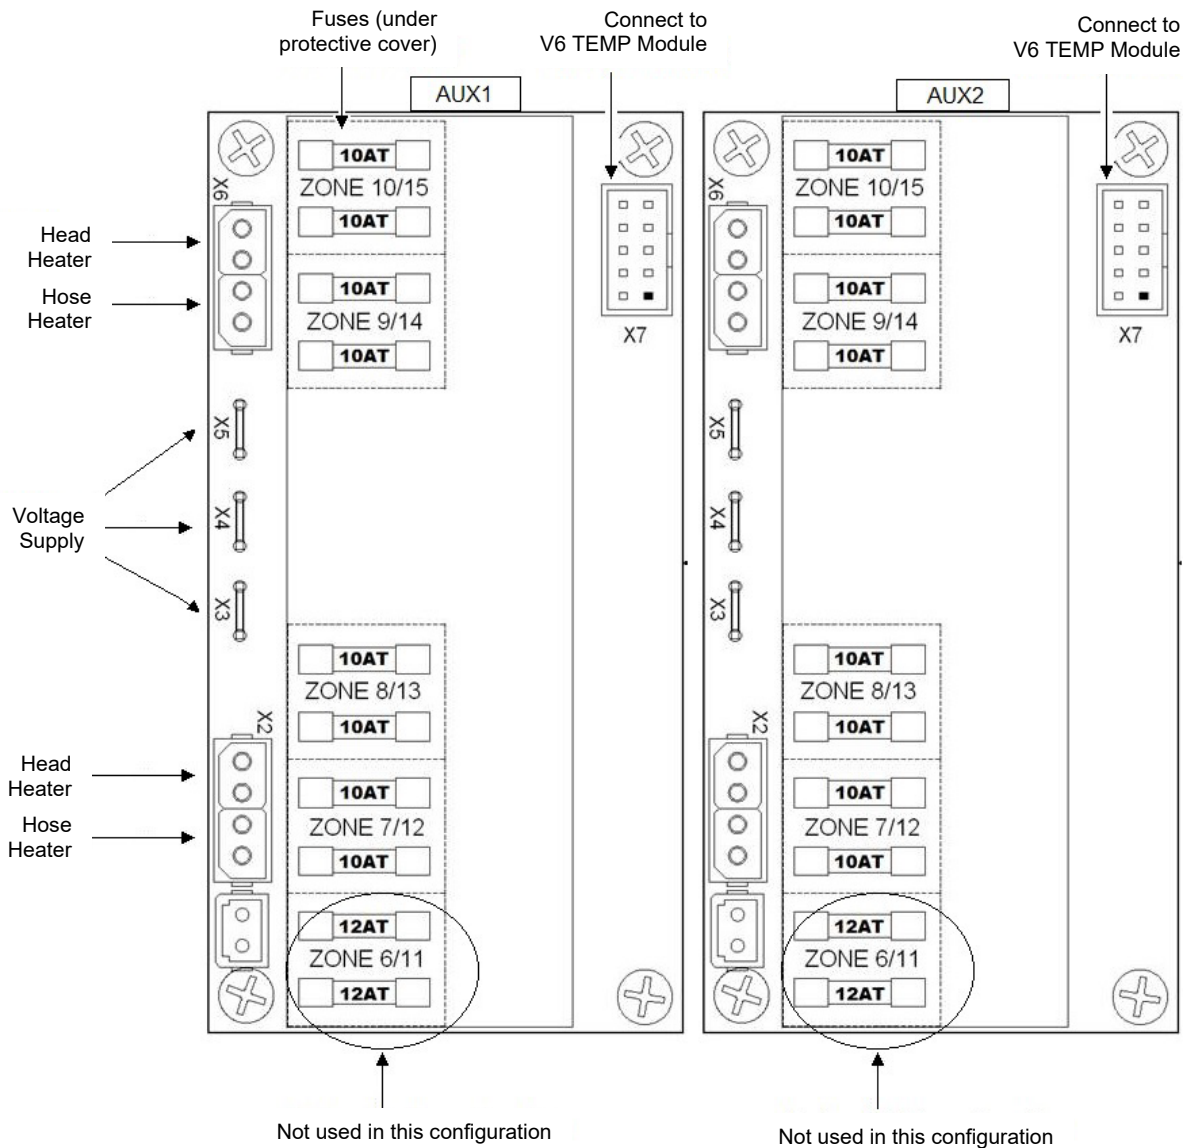 Fuses (under
protective cover)
Connect to
V6 TEMP Module
Connect to
V6 TEMP Module
AUX1
AUX2
10AT
ZONE 10/15
10AT
10AT
ZONE 9/14
10AT
X6
Head
Heater
Hose
Heater
X7
X5
X4
X3
Voltage
Supply
10AT
ZONE 8/13
10AT
X2
10AT
ZONE 7/12
10AT
Head
Heater
Hose
Heater
12AT
ZONE 6/11
12AT
10AT
ZONE 10/15
10AT
10AT
ZONE 9/14
10AT
X6
X7
X5
X4
X3
10AT
ZONE 8/13
10AT
X2
10AT
ZONE 7/12
10AT
12AT
ZONE 6/11
12AT
Not used in this configuration
Not used in this configuration